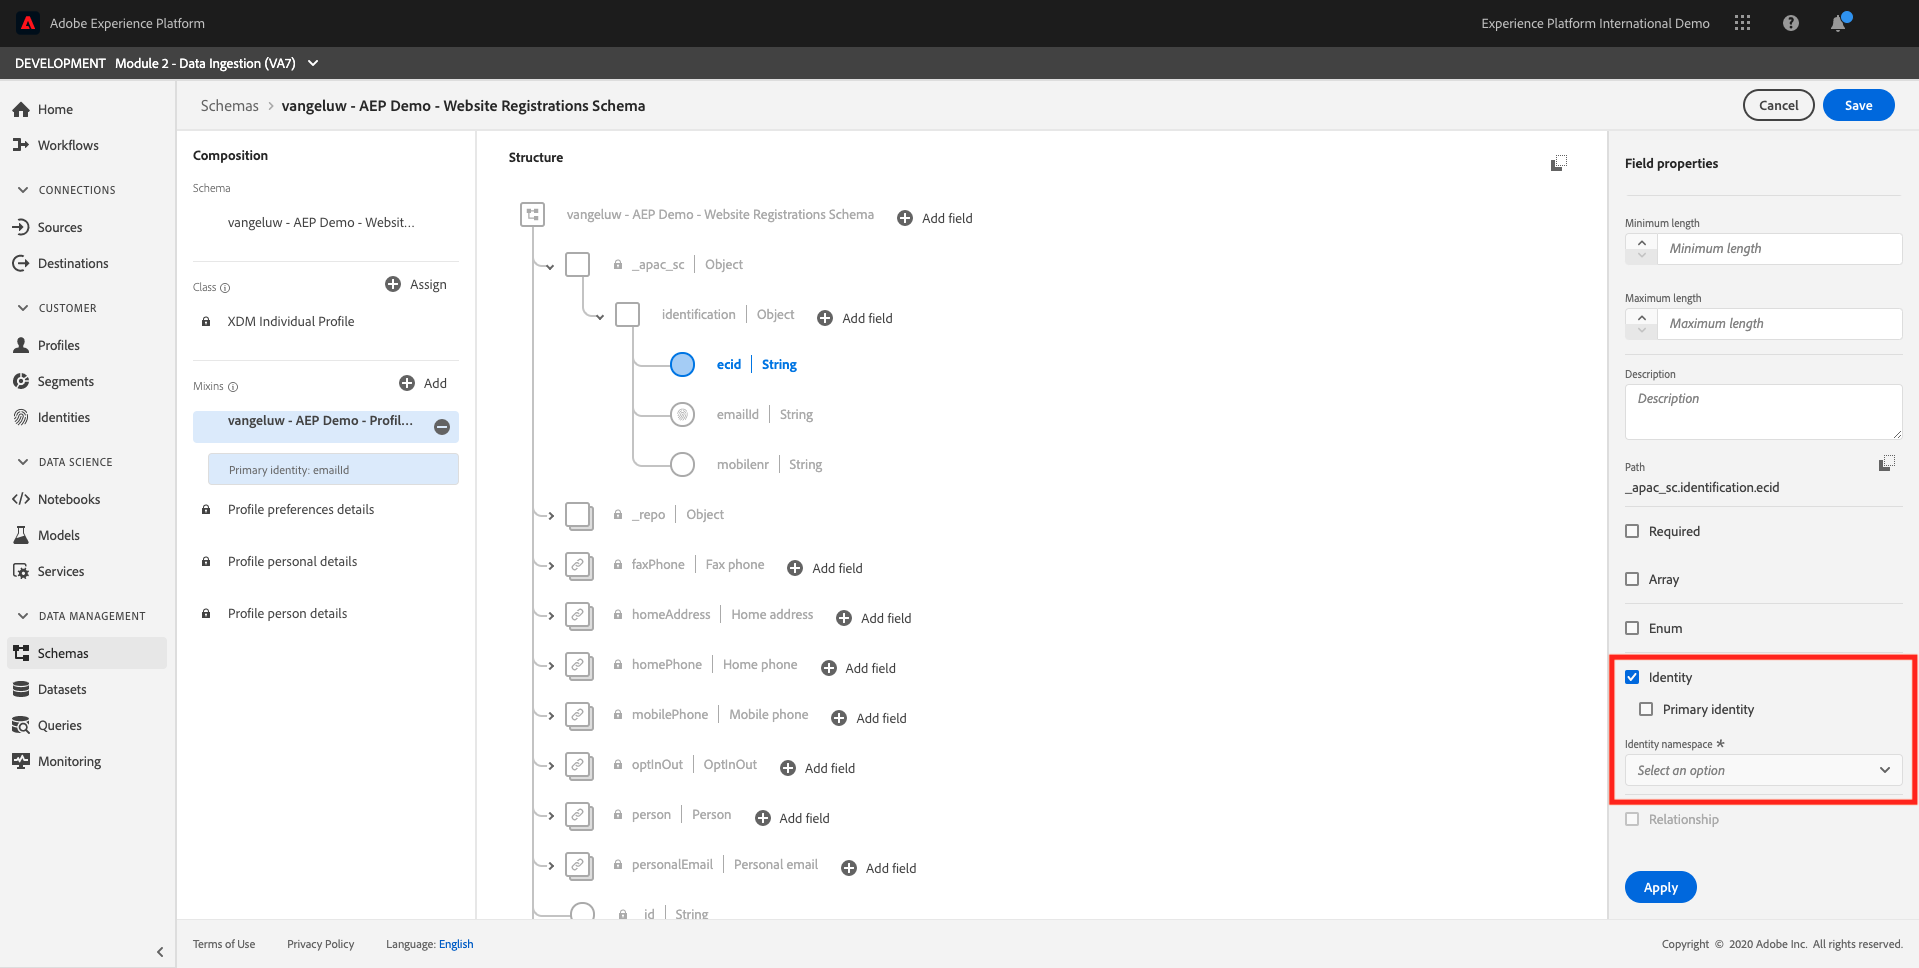 Adobe Experience Platform
Experience Platform International Demo
DEVELOPMENT Module 2 - Data Ingestion (VA7)
Home
Workflows
CONNECTIONS
Sources
Destinations
CUSTOMER
Profiles
Segments
Identities
DATA SCIENCE
Notebooks
Models
Services
DATA MANAGEMENT
Schemas
Datasets
Queries
Monitoring
Schemas > vangeluw - AEP Demo - Website Registrations Schema
Cancel
Save
Composition
Schema
vangeluw - AEP Demo - Websit...
Class
Assign
XDM Individual Profile
Mixins
Add
vangeluw - AEP Demo - Profil...
Primary identity: emailId
Profile preferences details
Profile personal details
Profile person details
Structure
vangeluw - AEP Demo - Website Registrations Schema Add field
_apac_sc | Object
identification | Object Add field
ecid | String
emailId | String
mobilenr | String
_repo | Object
faxPhone | Fax phone Add field
homeAddress | Home address Add field
homePhone | Home phone Add field
mobilePhone | Mobile phone Add field
optInOut | OptInOut Add field
person | Person Add field
personalEmail | Personal email Add field
_id | String
Field properties
Minimum length
Minimum length
Maximum length
Maximum length
Description
Description
Path
_apac_sc.identification.ecid
Required
Array
Enum
Identity
Primary identity
Identity namespace *
Select an option
Relationship
Apply
Terms of Use Privacy Policy Language: English
Copyright © 2020 Adobe Inc. All rights reserved.